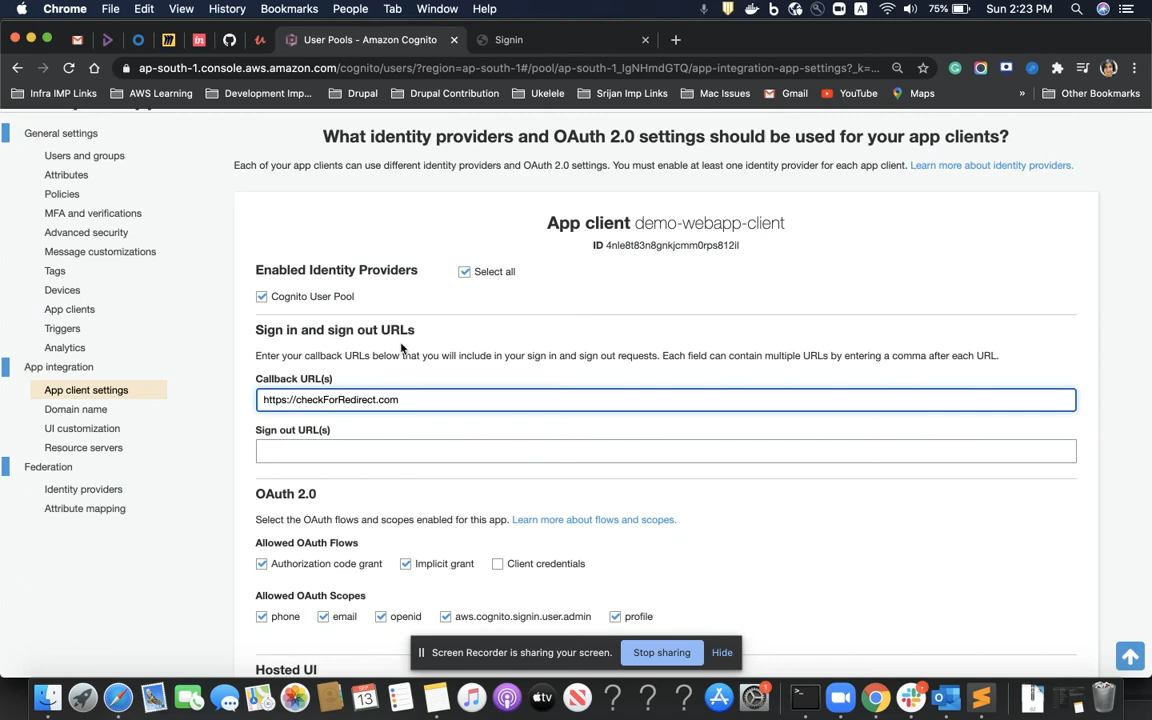 Chrome File Edit View History Bookmarks People Tab Window Help 75% Sun 2:23 PM
User Pools - Amazon Cognito Signin
ap-south-1.console.aws.amazon.com/cognito/users/?region=ap-south-1#/pool/ap-south-1_IgNHmdGTQ/app-integration-app-settings?_k=...
Infra IMP Links AWS Learning Development Imp... Drupal Drupal Contribution Ukelele Srijan Imp Links Mac Issues Gmail YouTube Maps » Other Bookmarks
General settings
Users and groups
Attributes
Policies
MFA and verifications
Advanced security
Message customizations
Tags
Devices
App clients
Triggers
Analytics
App integration
App client settings
Domain name
UI customization
Resource servers
Federation
Identity providers
Attribute mapping
What identity providers and OAuth 2.0 settings should be used for your app clients?
Each of your app clients can use different identity providers and OAuth 2.0 settings. You must enable at least one identity provider for each app client. Learn more about identity providers.
App client demo-webapp-client
ID 4nle8t83n8gnkjcmm0rps812il
Enabled Identity Providers Select all
Cognito User Pool
Sign in and sign out URLs
Enter your callback URLs below that you will include in your sign in and sign out requests. Each field can contain multiple URLs by entering a comma after each URL.
Callback URL(s)
https://checkForRedirect.com
Sign out URL(s)
OAuth 2.0
Select the OAuth flows and scopes enabled for this app. Learn more about flows and scopes.
Allowed OAuth Flows
Authorization code grant Implicit grant Client credentials
Allowed OAuth Scopes
phone email openid aws.cognito.signin.user.admin profile
Screen Recorder is sharing your screen. Stop sharing Hide
Hosted UI